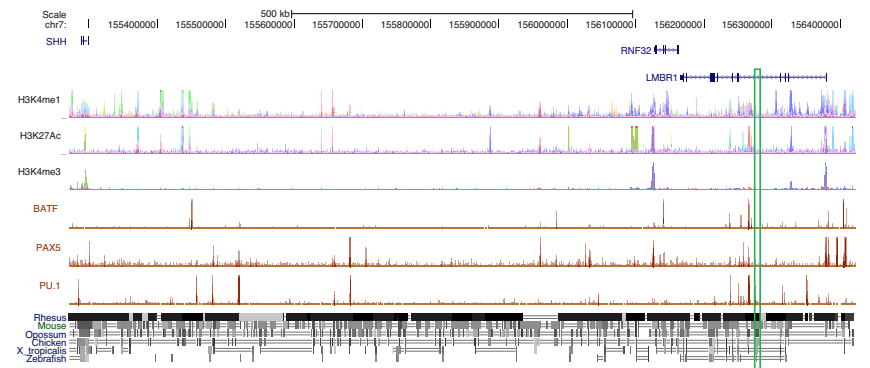 Scale 500 kb
chr7: 155400000 155500000 155600000 155700000 155800000 155900000 156000000 156100000 156200000 156300000 156400000
SHH
RNF32
LMBR1
H3K4me1
H3K27Ac
H3K4me3
BATF
PAX5
PU.1
Rhesus
Mouse
Opossum
Chicken
X_tropicalis
Zebrafish